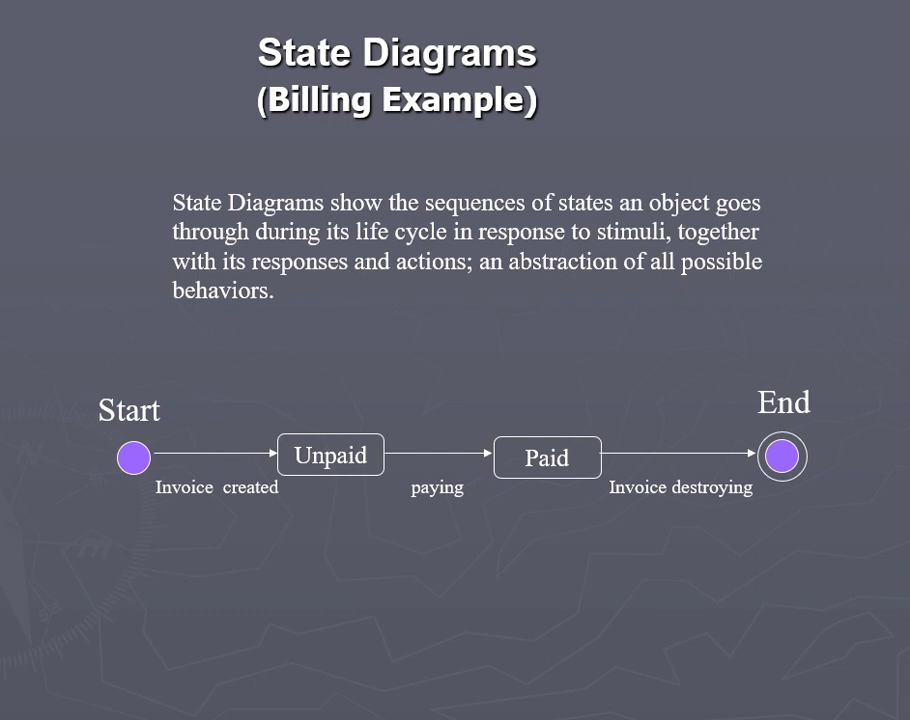 State Diagrams
(Billing Example)
State Diagrams show the sequences of states an object goes
through during its life cycle in response to stimuli, together
with its responses and actions; an abstraction of all possible
behaviors.
Start
End
Unpaid
Paid
Invoice created
paying
Invoice destroying